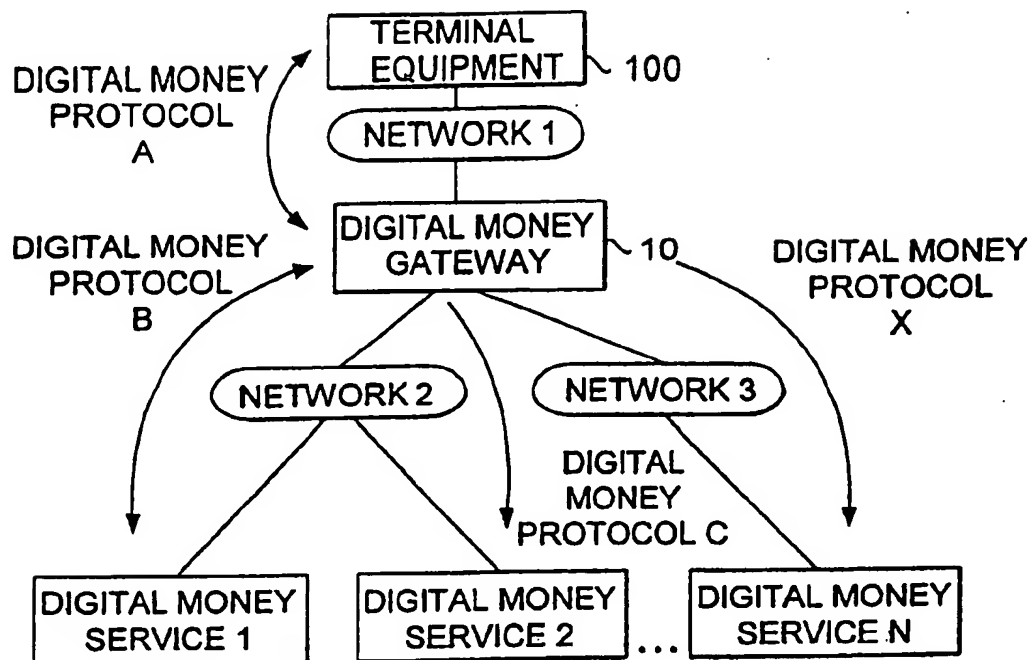 TERMINAL
EQUIPMENT
100
DIGITAL MONEY
PROTOCOL
A
NETWORK 1
DIGITAL MONEY
GATEWAY
10
DIGITAL MONEY
PROTOCOL
B
DIGITAL MONEY
PROTOCOL
X
NETWORK 2
NETWORK 3
DIGITAL
MONEY
PROTOCOL C
DIGITAL MONEY
SERVICE 1
DIGITAL MONEY
SERVICE 2
...
DIGITAL MONEY
SERVICE N